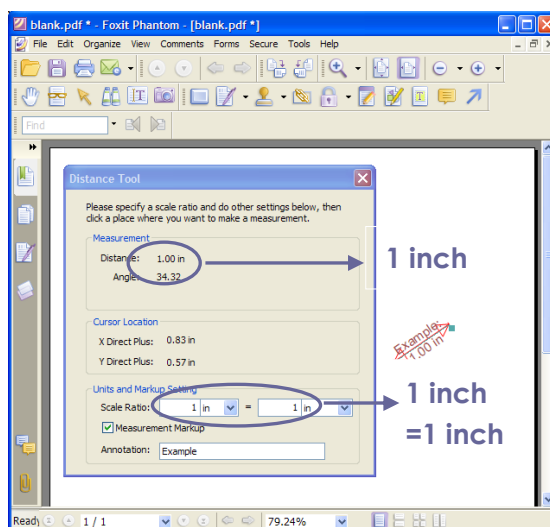 blank.pdf * - Foxit Phantom - [blank.pdf *]
File Edit Organize View Comments Forms Secure Tools Help
Find
Distance Tool
Please specify a scale ratio and do other settings below, then
click a place where you want to make a measurement.
Measurement
Distance: 1.00 in
Angle: 34.32
1 inch
Cursor Location
X Direct Plus: 0.83 in
Y Direct Plus: 0.57 in
Example:
1.00 in
Units and Markup Setting
Scale Ratio: 1 in = 1 in
1 inch
=1 inch
Measurement Markup
Annotation: Example
Ready 1 / 1 79.24%